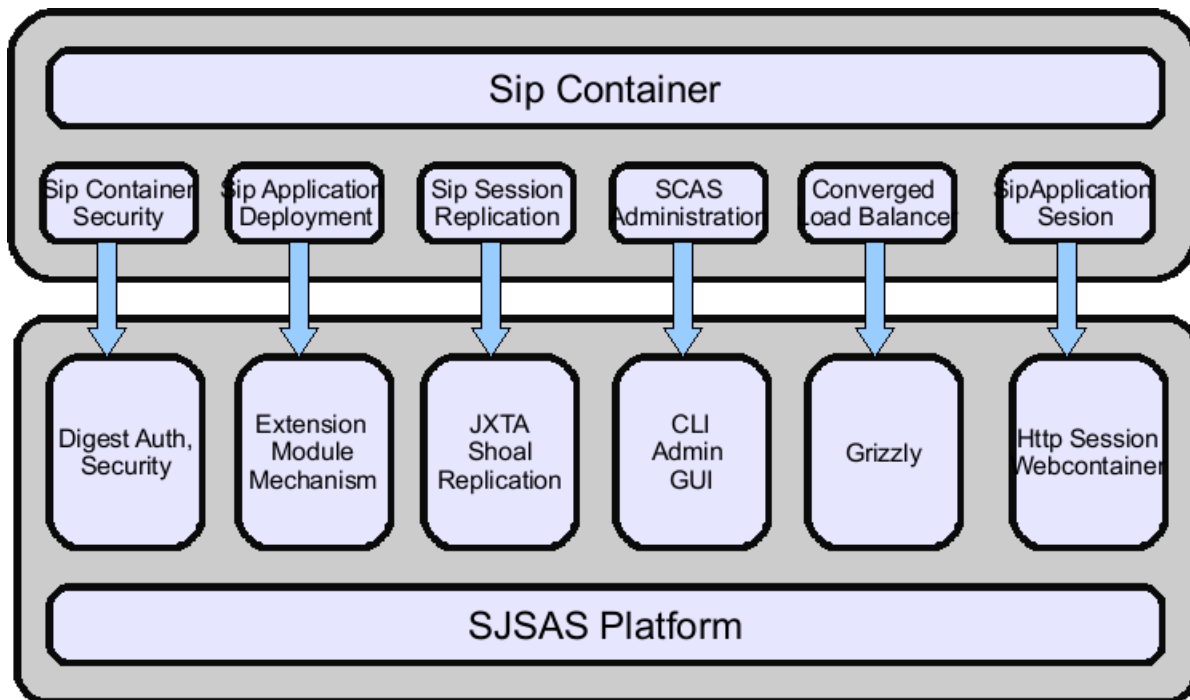 Sip Container
Sip Container
Security
Sip Application
Deployment
Sip Session
Replication
SCAS
Administration
Converged
Load Balancer
SipApplication
Sesion
Digest Auth,
Security
Extension
Module
Mechanism
JXTA
Shoal
Replication
CLI
Admin
GUI
Grizzly
Http Session
Webcontainer
SJSAS Platform